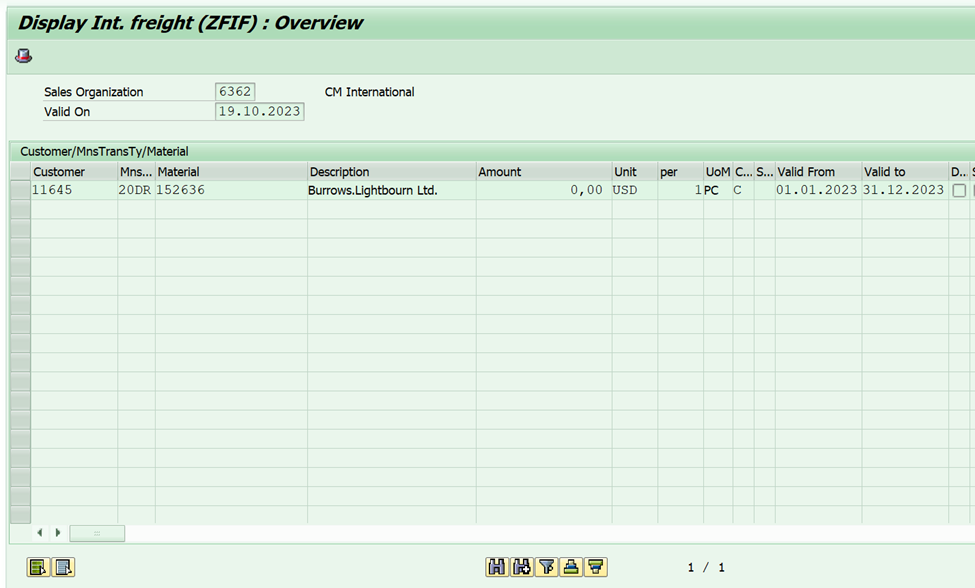 Display Int. freight (ZFIF) : Overview
Sales Organization 6362 CM International
Valid On 19.10.2023
Customer/MnsTransTy/Material
Customer Mns... Material Description Amount Unit per UoM C... S... Valid From Valid to D.. S
11645 20DR 152636 Burrows.Lightbourn Ltd. 0,00 USD 1 PC C 01.01.2023 31.12.2023
1 / 1